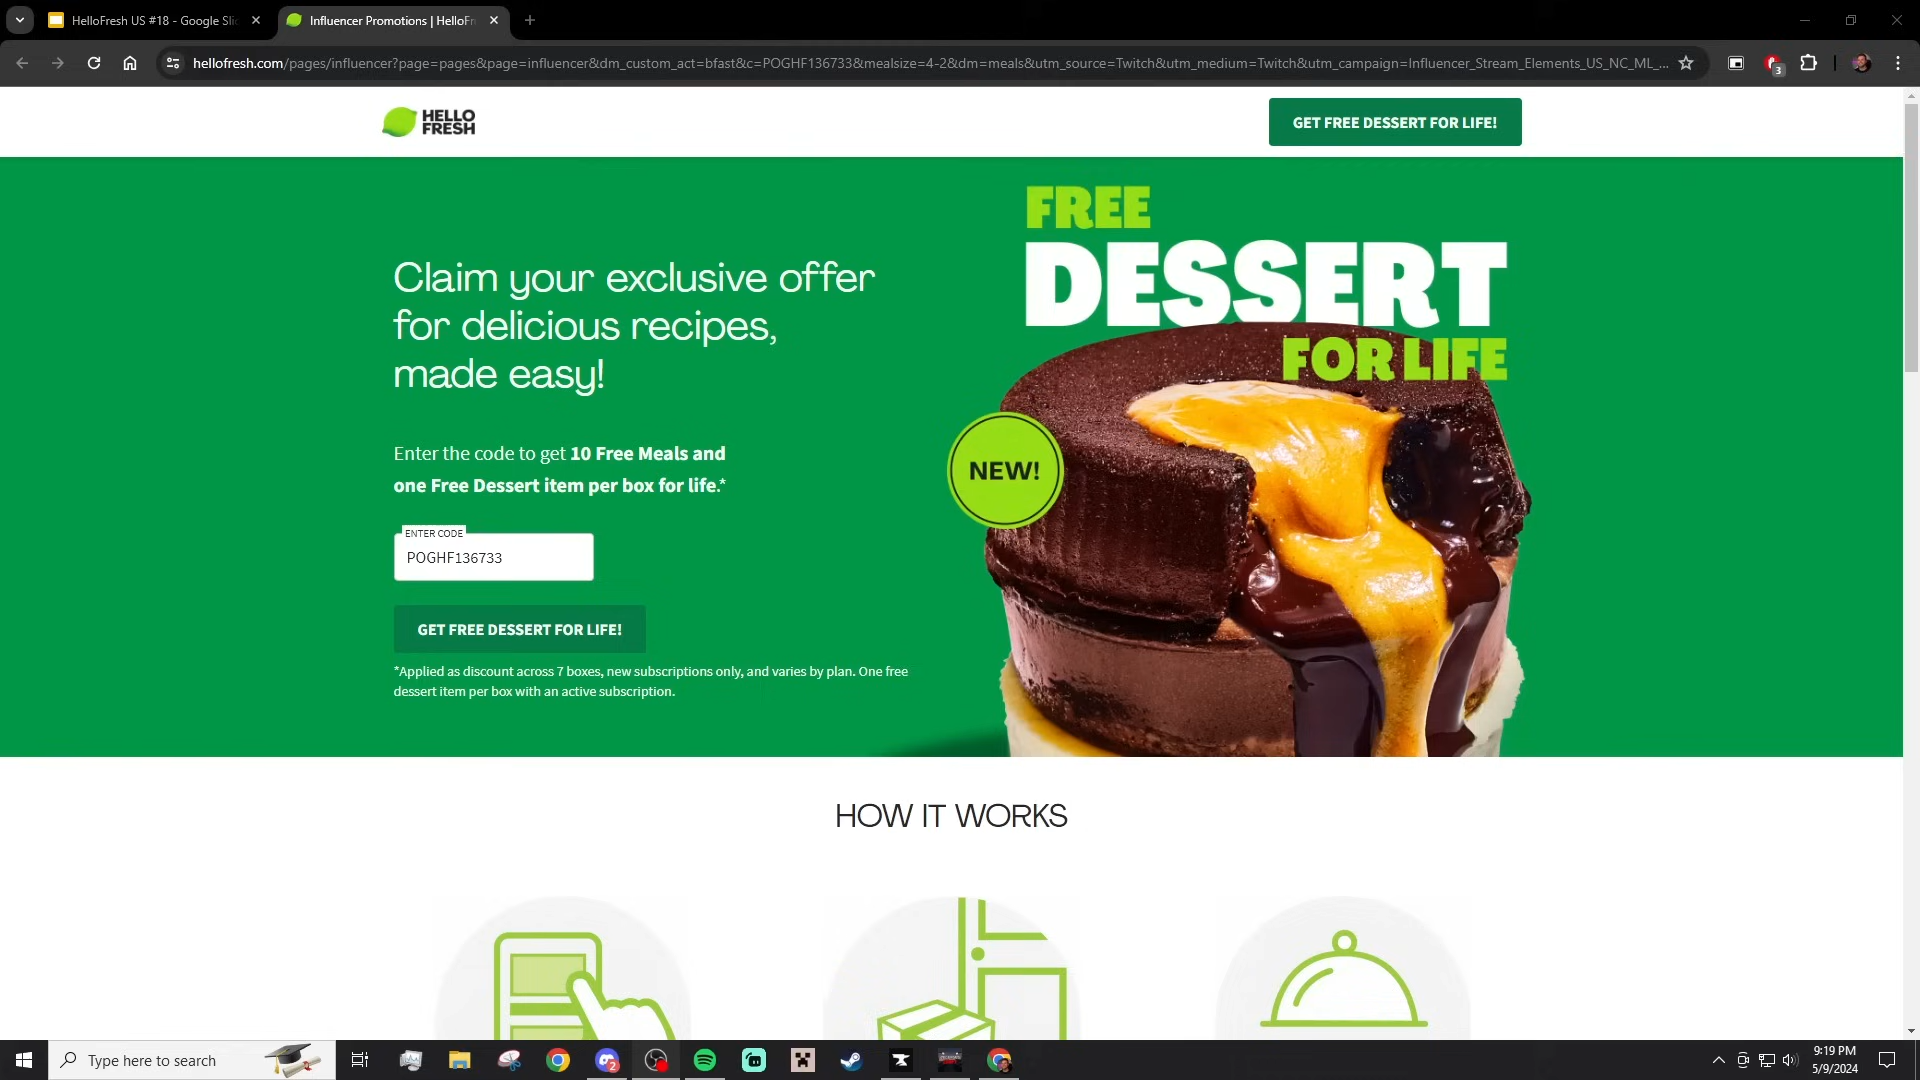 HelloFresh US #18 - Google Sli
Influencer Promotions | HelloFr
hellofresh.com/pages/influencer?page=pages&page=influencer&dm_custom_act=bfast&c=POGHF136733&mealsize=4-2&dm=meals&utm_source=Twitch&utm_medium=Twitch&utm_campaign=Influencer_Stream_Elements_US_NC_ML_...
3
HELLO
FRESH
GET FREE DESSERT FOR LIFE!
FREE
DESSERT
FOR LIFE
Claim your exclusive offer
for delicious recipes,
made easy!
NEW!
Enter the code to get 10 Free Meals and
one Free Dessert item per box for life.*
ENTER CODE
POGHF136733
GET FREE DESSERT FOR LIFE!
*Applied as discount across 7 boxes, new subscriptions only, and varies by plan. One free
dessert item per box with an active subscription.
HOW IT WORKS
Type here to search
2
9:19 PM
5/9/2024